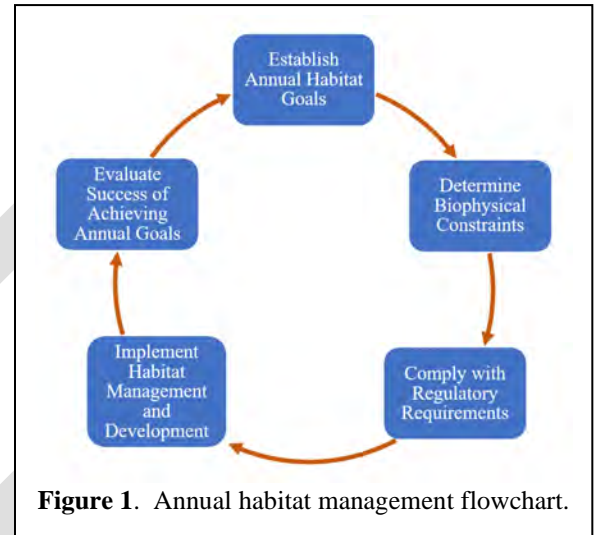 Establish
Annual Habitat
Goals
Determine
Biophysical
Constraints
Comply with
Regulatory
Requirements
Implement
Habitat
Management
and
Development
Evaluate
Success of
Achieving
Annual Goals
Figure 1.  Annual habitat management flowchart.